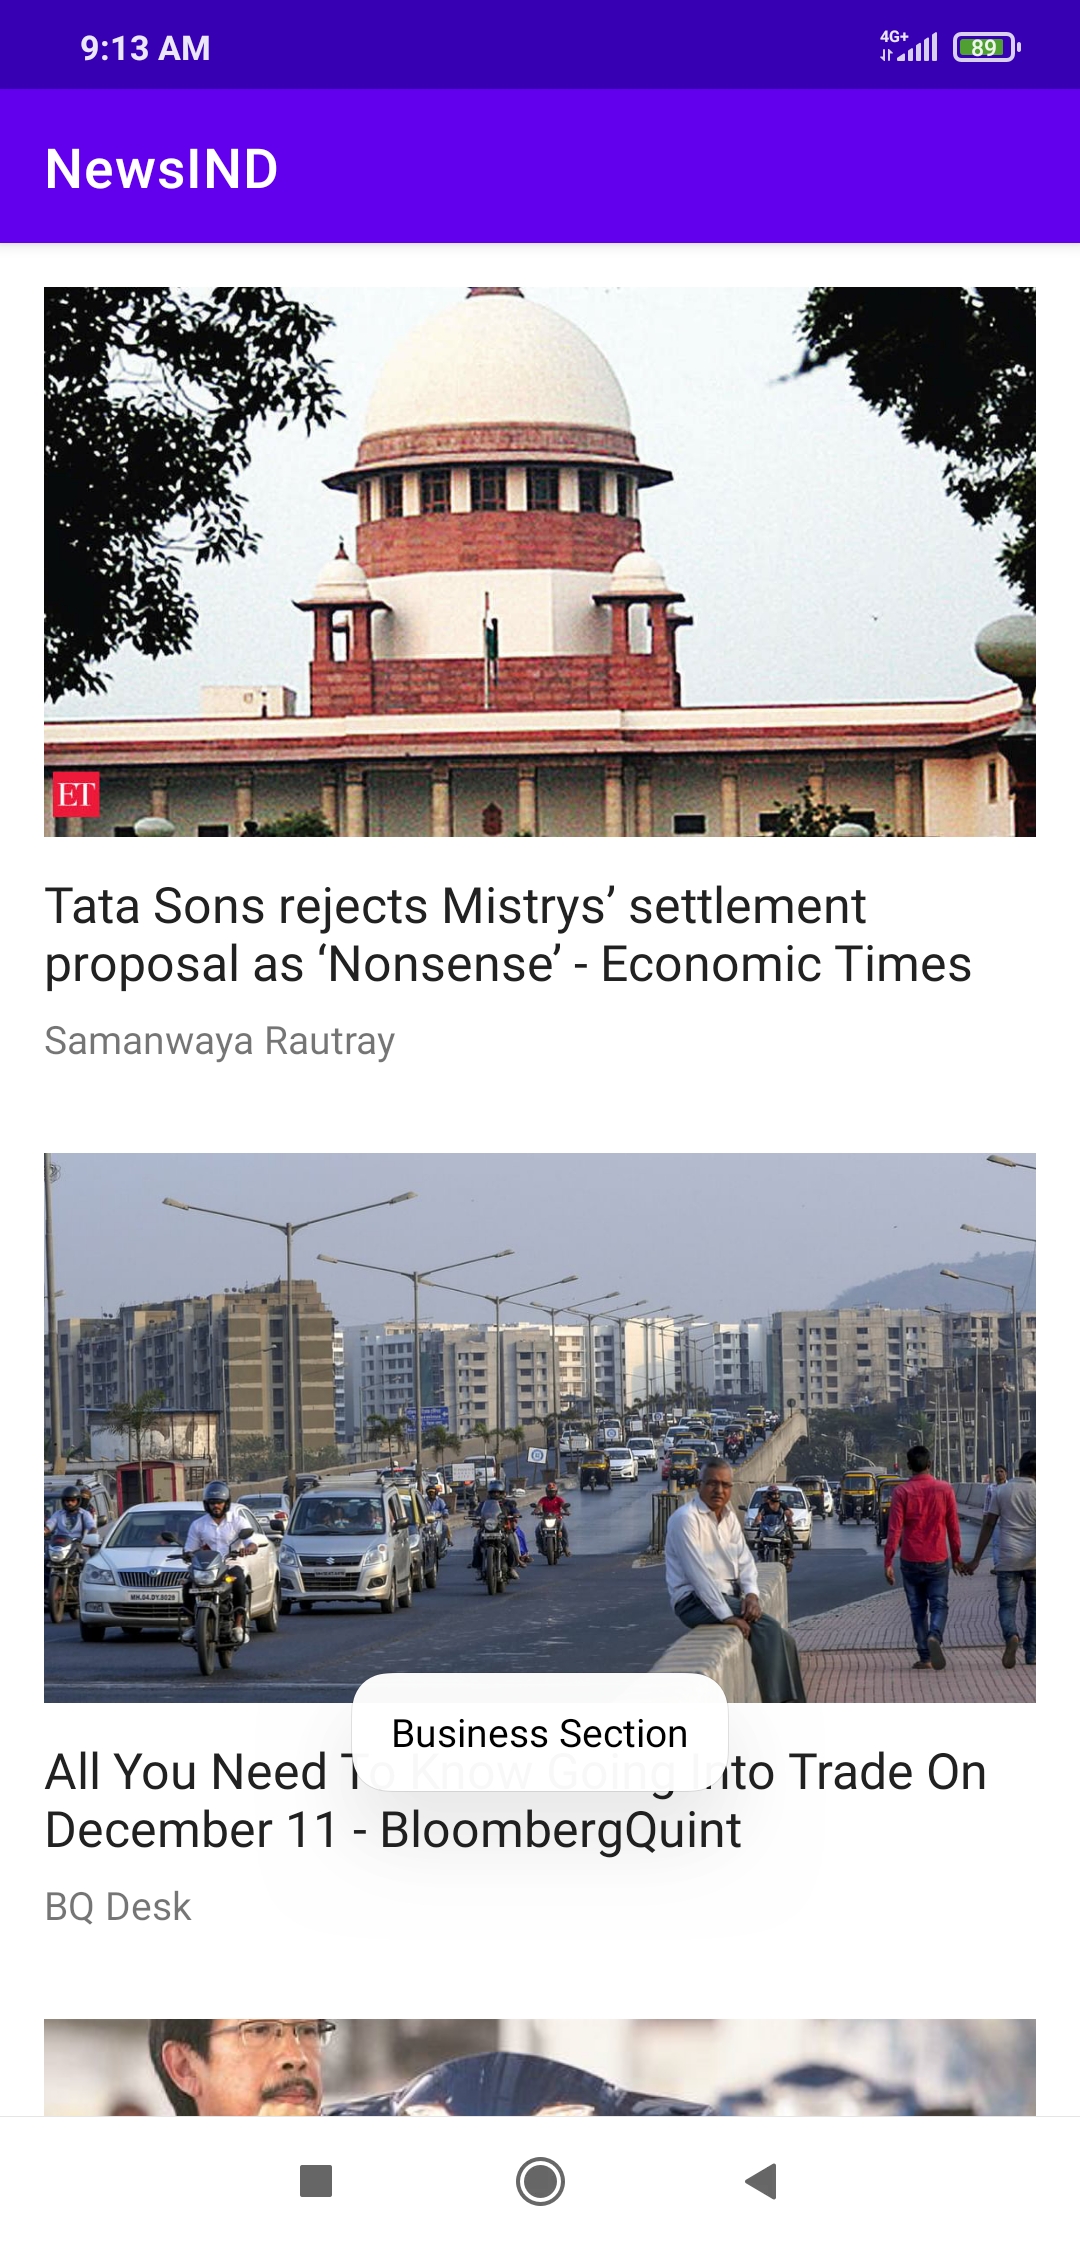 9:13 AM
4G+
89
NewsIND
ET
Tata Sons rejects Mistrys’ settlement
proposal as ‘Nonsense’ - Economic Times
Samanwaya Rautray
Business Section
All You Need To Know Going Into Trade On
December 11 - BloombergQuint
BQ Desk